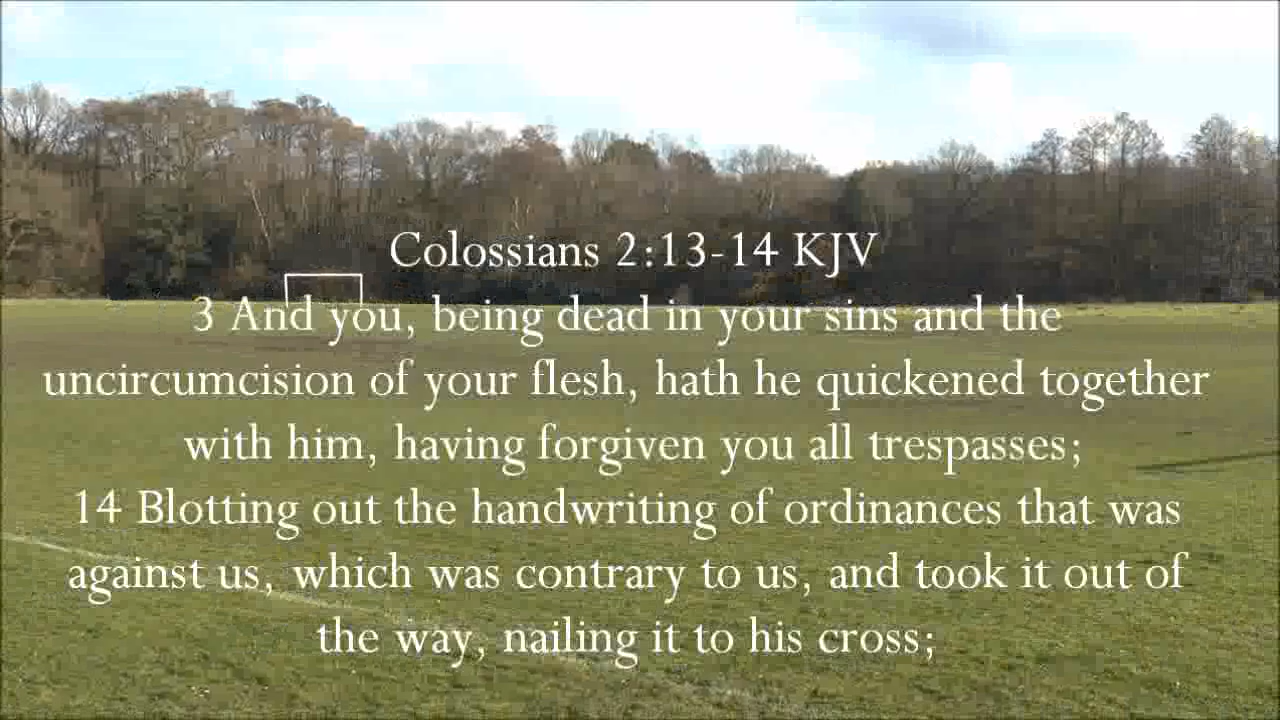 Colossians 2:13-14 KJV
3 And you, being dead in your sins and the
uncircumcision of your flesh, hath he quickened together
with him, having forgiven you all trespasses;
14 Blotting out the handwriting of ordinances that was
against us, which was contrary to us, and took it out of
the way, nailing it to his cross;